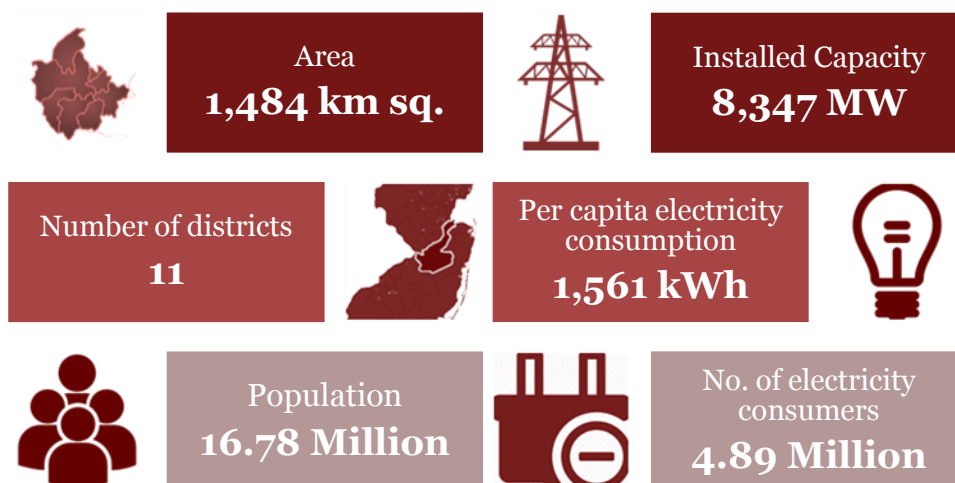 Area
1,484 km sq.
Installed Capacity
8,347 MW
Number of districts
11
Per capita electricity
consumption
1,561 kWh
Population
16.78 Million
No. of electricity
consumers
4.89 Million